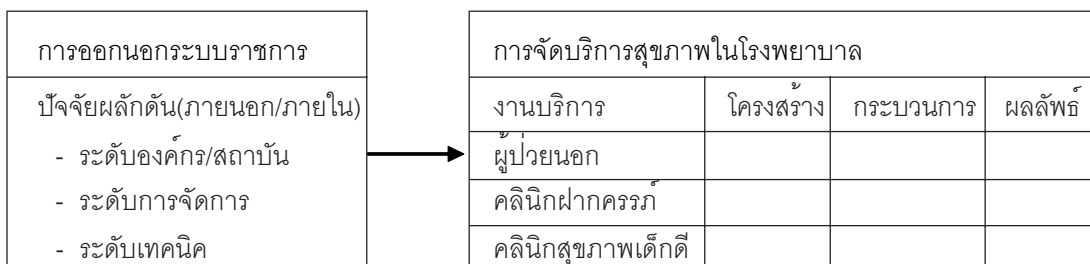 การออกนอกระบบราชการ
ปัจจัยผลักดัน(ภายนอก/ภายใน)
- ระดับองค์กร/สถาบัน
- ระดับการจัดการ
- ระดับเทคนิค
การจัดบริการสุขภาพในโรงพยาบาล
งานบริการ โครงสร้าง กระบวนการ ผลลัพธ์
ผู้ป่วยนอก
คลินิกฝากครรภ์
คลินิกสุขภาพเด็กดี